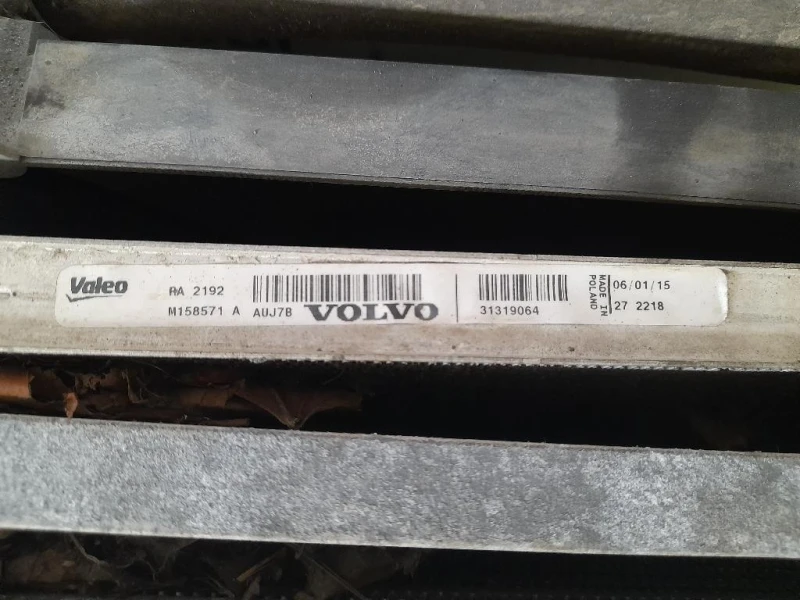 Valeo
RA 2192
M158571 A AUJ7B VOLVO
31319064
MADE IN
POLAND
06/01/15
27 2218